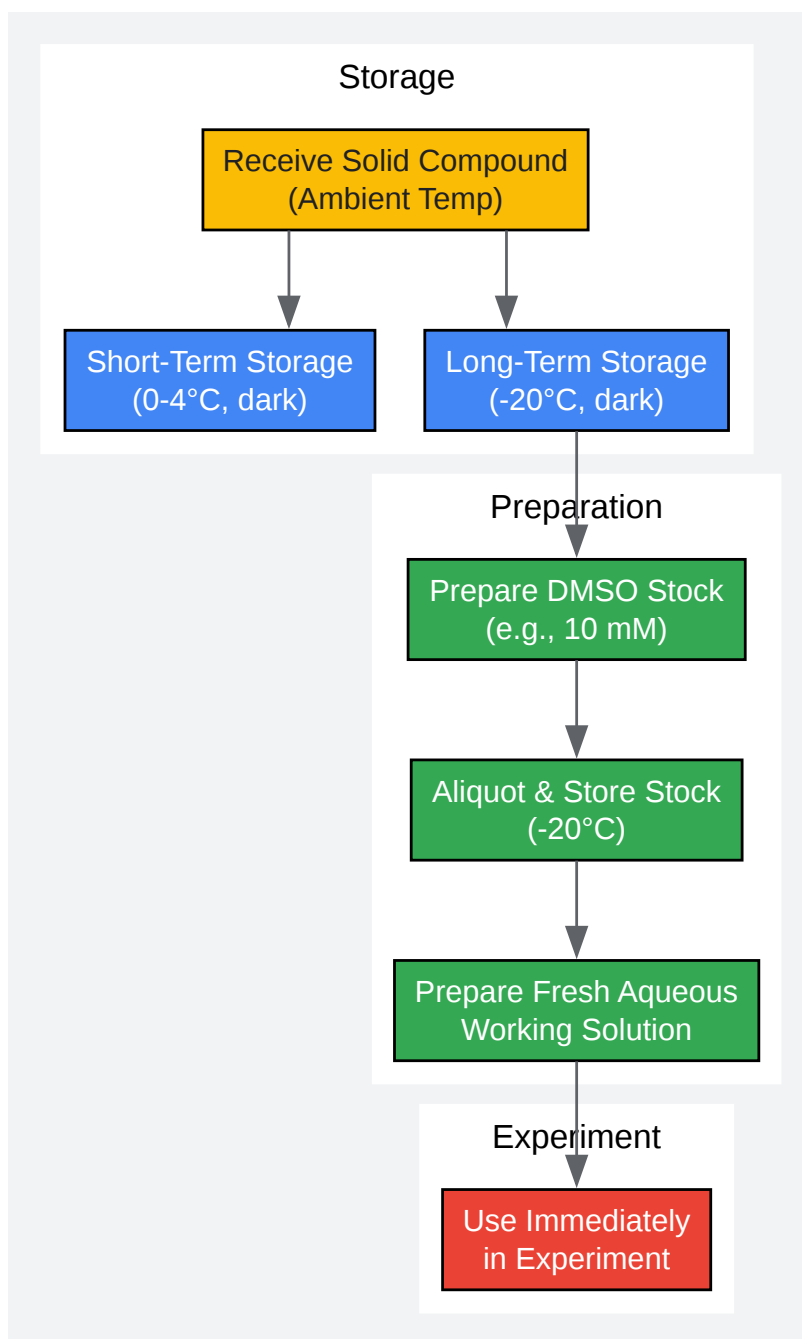 Storage
Receive Solid Compound
(Ambient Temp)
Short-Term Storage
(0-4°C, dark)
Long-Term Storage
(-20°C, dark)
Preparation
Prepare DMSO Stock
(e.g., 10 mM)
Aliquot & Store Stock
(-20°C)
Prepare Fresh Aqueous
Working Solution
Experiment
Use Immediately
in Experiment